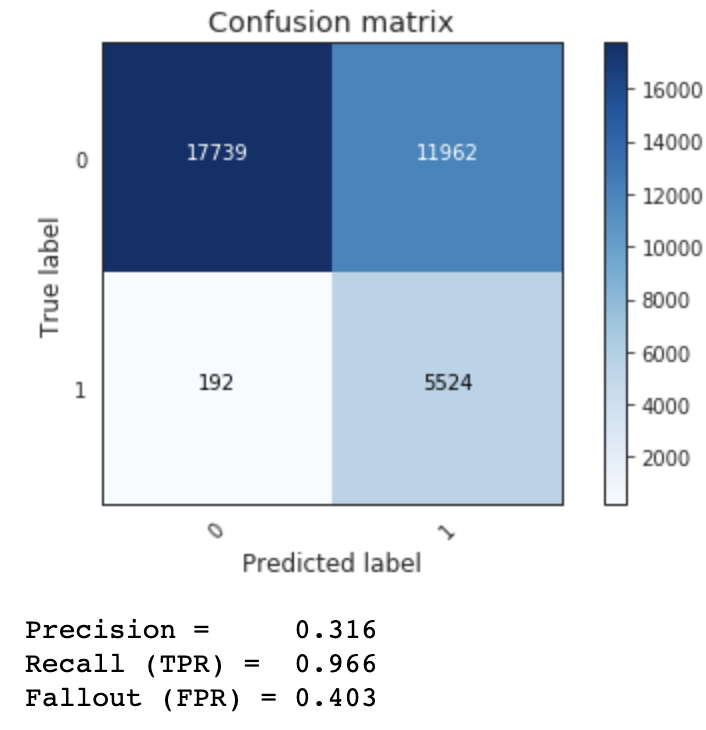 Confusion matrix
16000
14000
0
17739
11962
12000
10000
True label
8000
6000
1
192
5524
4000
2000
0
1
Predicted label
Precision = 0.316
Recall (TPR) = 0.966
Fallout (FPR) = 0.403